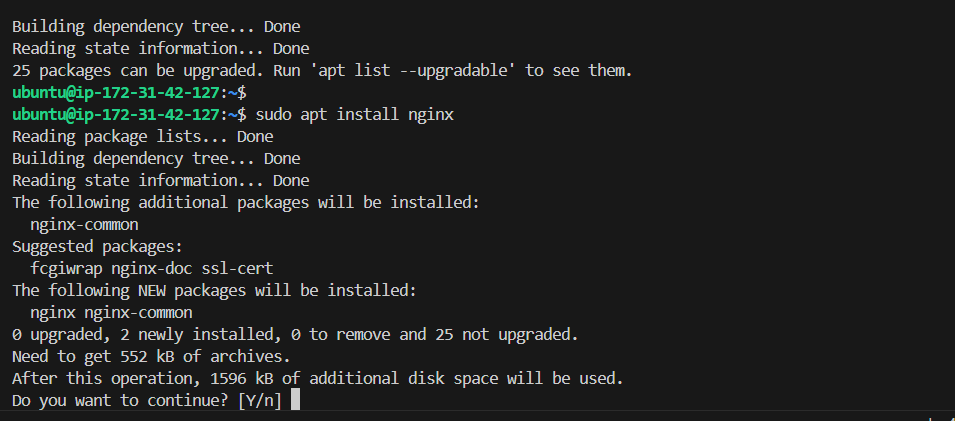 Building dependency tree... Done
Reading state information... Done
25 packages can be upgraded. Run 'apt list --upgradable' to see them.
ubuntu@ip-172-31-42-127:~$
ubuntu@ip-172-31-42-127:~$ sudo apt install nginx
Reading package lists... Done
Building dependency tree... Done
Reading state information... Done
The following additional packages will be installed:
  nginx-common
Suggested packages:
  fcgiwrap nginx-doc ssl-cert
The following NEW packages will be installed:
  nginx nginx-common
0 upgraded, 2 newly installed, 0 to remove and 25 not upgraded.
Need to get 552 kB of archives.
After this operation, 1596 kB of additional disk space will be used.
Do you want to continue? [Y/n]